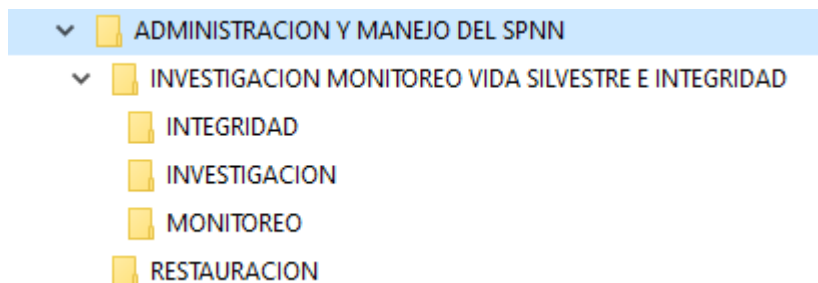 ADMINISTRACION Y MANEJO DEL SPNN
INVESTIGACION MONITOREO VIDA SILVESTRE E INTEGRIDAD
INTEGRIDAD
INVESTIGACION
MONITOREO
RESTAURACION